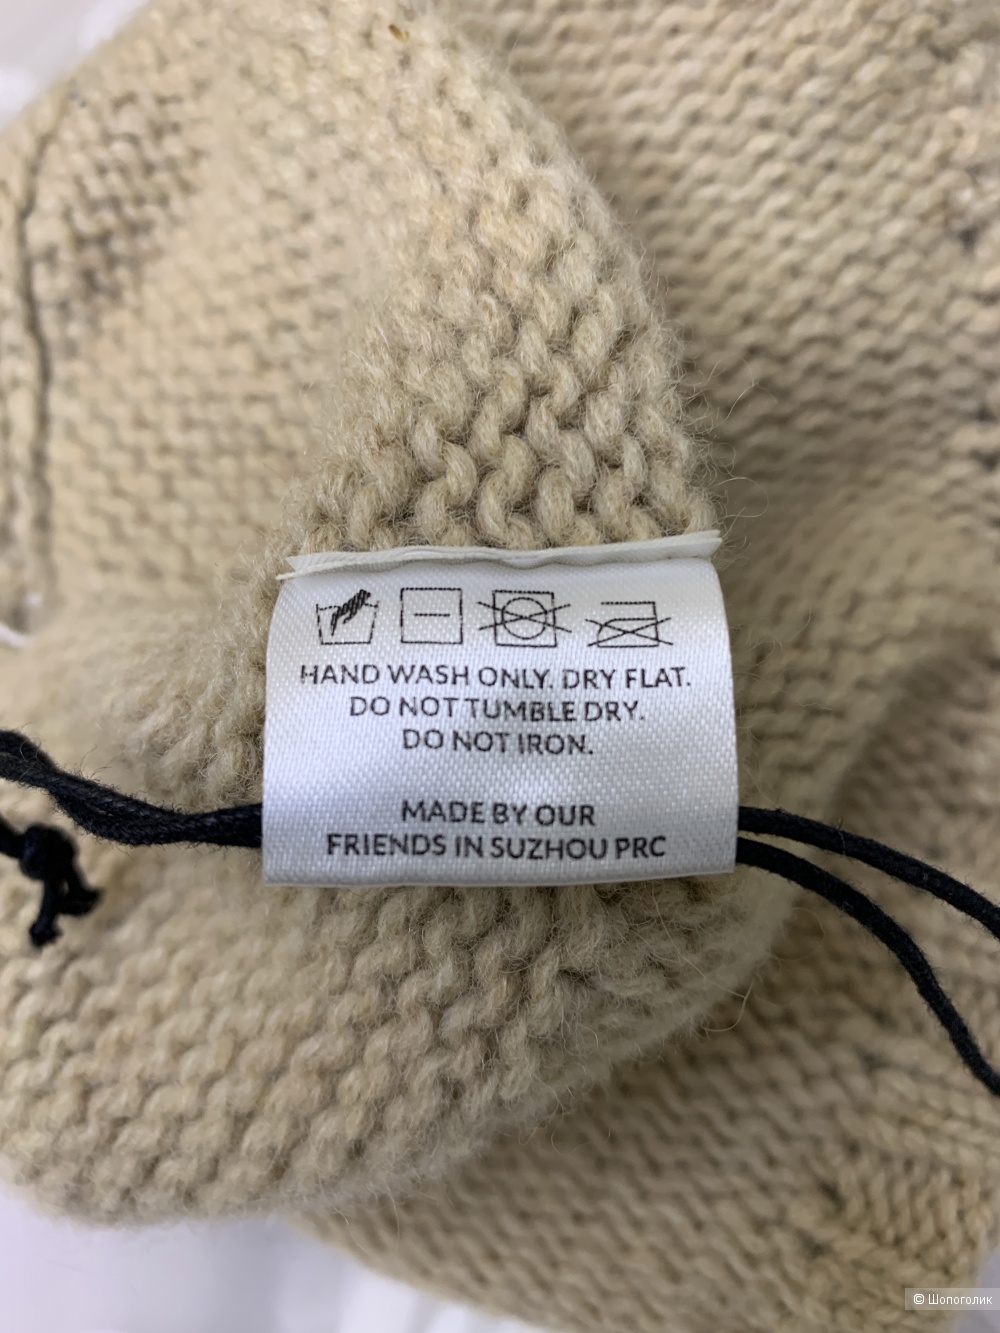 HAND WASH ONLY. DRY FLAT.
DO NOT TUMBLE DRY.
DO NOT IRON.
MADE BY OUR
FRIENDS IN SUZHOU PRC
© Шопоголик